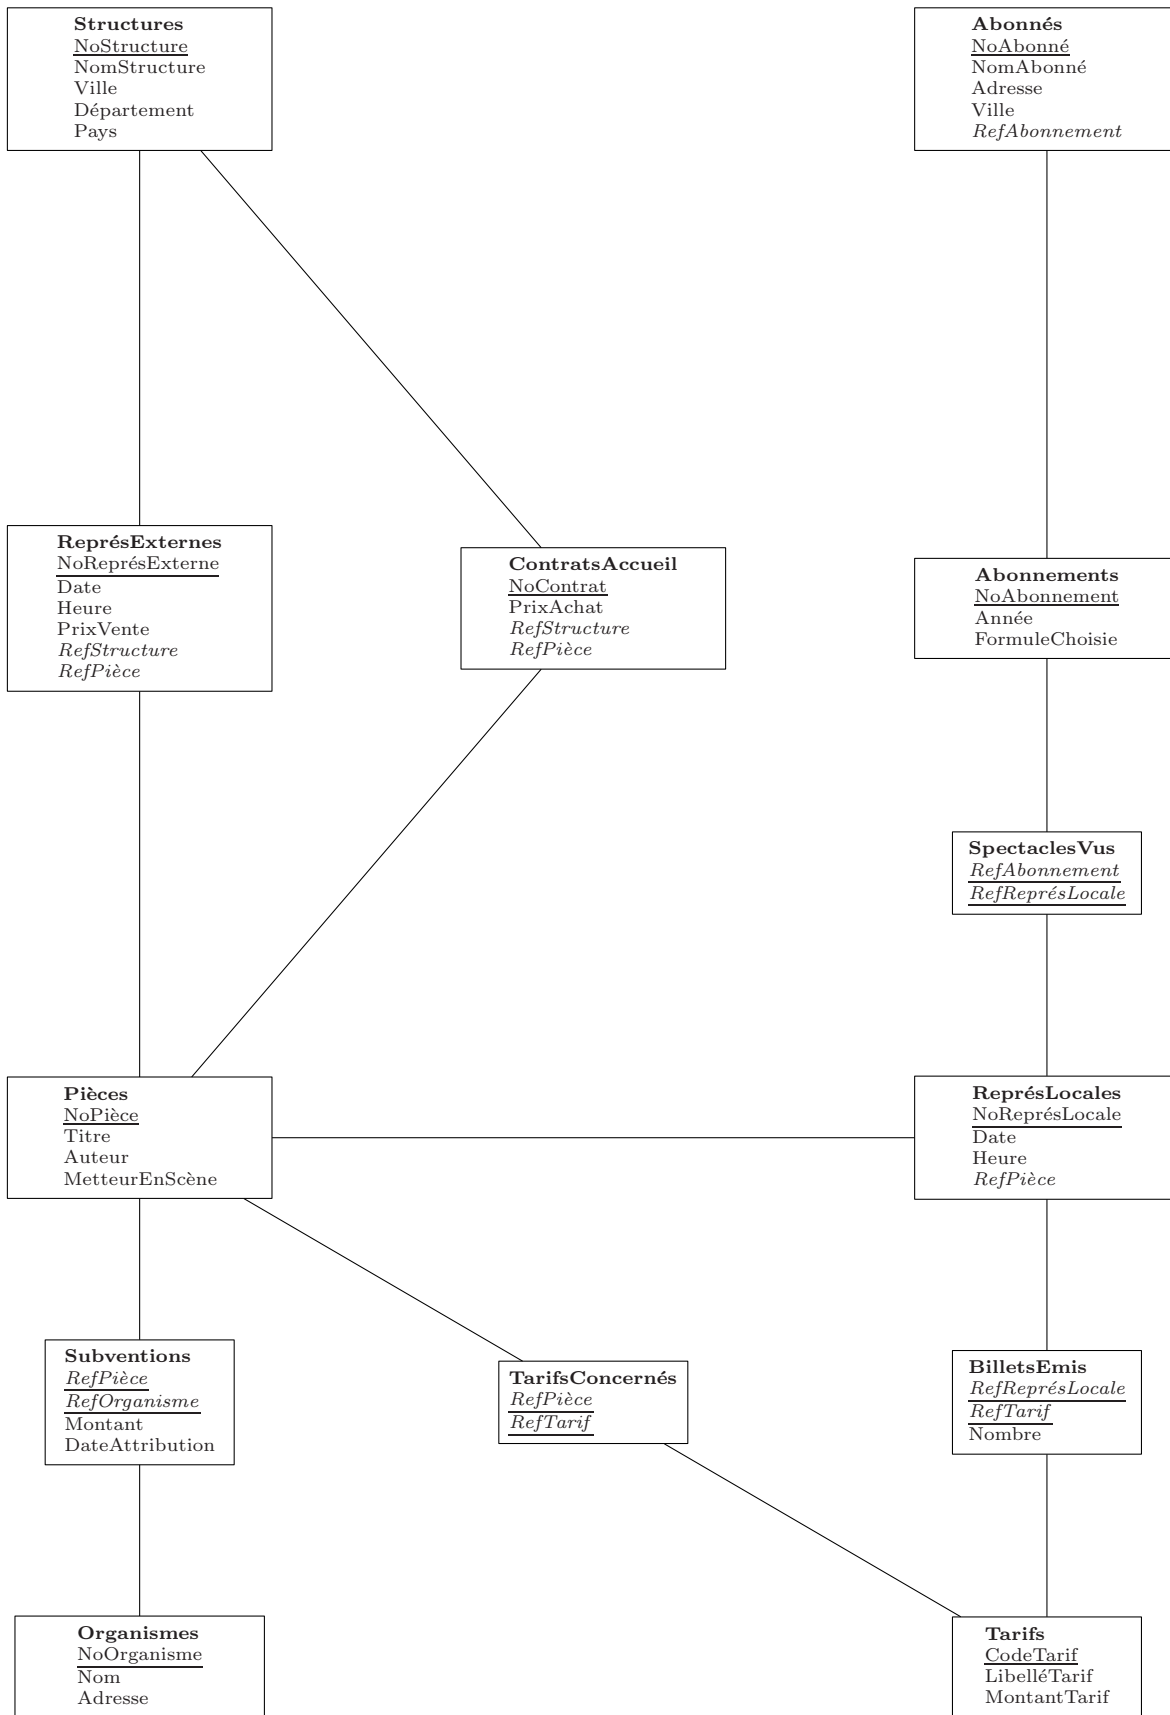 Structures
NoStructure
NomStructure
Ville
Département
Pays
Abonnés
NoAbonné
NomAbonné
Adresse
Ville
RefAbonnement
ReprésExternes
NoReprésExterne
Date
Heure
PrixVente
RefStructure
RefPièce
ContratsAccueil
NoContrat
PrixAchat
RefStructure
RefPièce
Abonnements
NoAbonnement
Année
FormuleChoisie
SpectaclesVus
RefAbonnement
RefReprésLocale
Pièces
NoPièce
Titre
Auteur
MetteurEnScène
ReprésLocales
NoReprésLocale
Date
Heure
RefPièce
Subventions
RefPièce
RefOrganisme
Montant
DateAttribution
TarifsConcernés
RefPièce
RefTarif
BilletsEmis
RefReprésLocale
RefTarif
Nombre
Organismes
NoOrganisme
Nom
Adresse
Tarifs
CodeTarif
LibelléTarif
MontantTarif